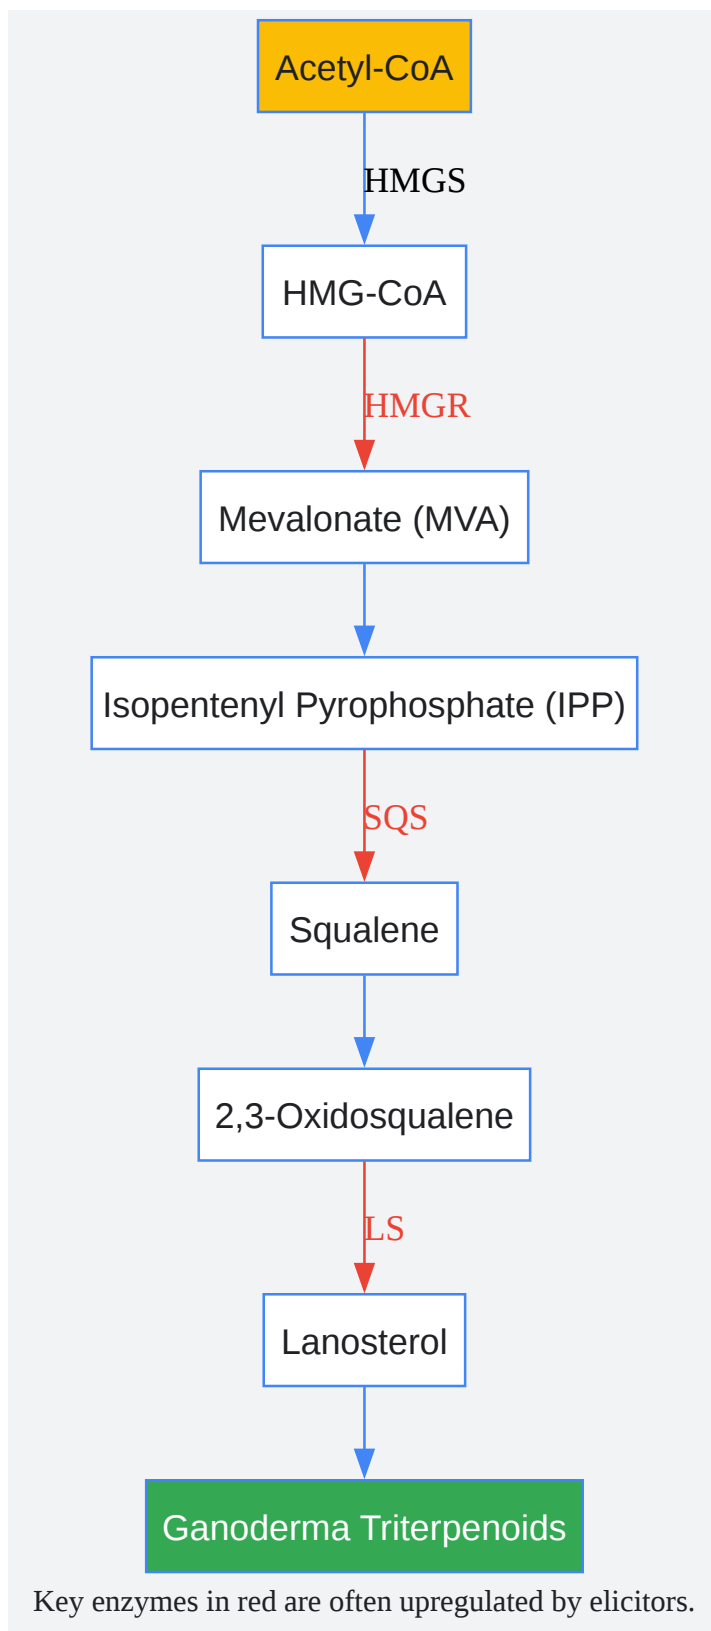 Acetyl-CoA
HMGS
HMG-CoA
HMGR
Mevalonate (MVA)
Isopentenyl Pyrophosphate (IPP)
SQS
Squalene
2,3-Oxidosqualene
LS
Lanosterol
Ganoderma Triterpenoids
Key enzymes in red are often upregulated by elicitors.